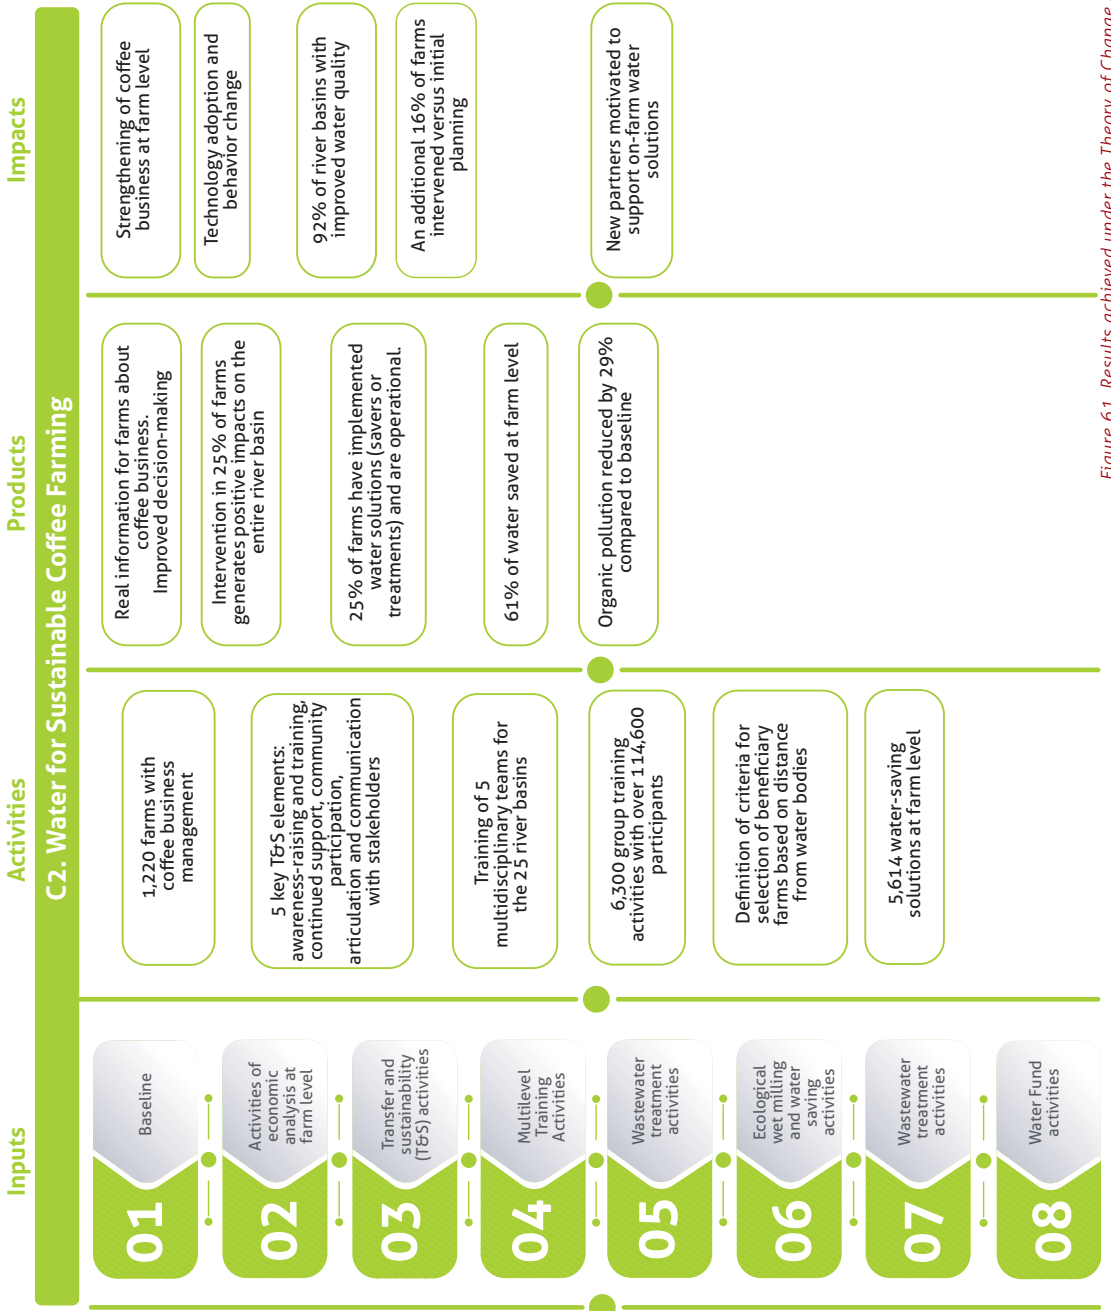 C2. Water for Sustainable Coffee Farming
Inputs
01
Baseline
02
Activities of
economic
analysis at
farm level
03
Transfer and
sustainability
(T&S) activities
04
Multilevel
Training
Activities
05
Wastewater
treatment
activities
06
Ecological
wet milling
and water
saving
activities
07
Wastewater
treatment
activities
08
Water Fund
activities
Activities
1,220 farms with
coffee business
management
5 key T&S elements:
awareness-raising and training,
continued support, community
participation,
articulation and communication
with stakeholders
Training of 5
multidisciplinary teams for
the 25 river basins
6,300 group training
activities with over 114,600
participants
Definition of criteria for
selection of beneficiary
farms based on distance
from water bodies
5,614 water-saving
solutions at farm level
Products
Real information for farms about
coffee business.
Improved decision-making
Intervention in 25% of farms
generates positive impacts on the
entire river basin
25% of farms have implemented
water solutions (savers or
treatments) and are operational.
61% of water saved at farm level
Organic pollution reduced by 29%
compared to baseline
Impacts
Strengthening of coffee
business at farm level
Technology adoption and
behavior change
92% of river basins with
improved water quality
An additional 16% of farms
intervened versus initial
planning
New partners motivated to
support on-farm water
solutions
Figure 61. Results achieved under the Theory of Change